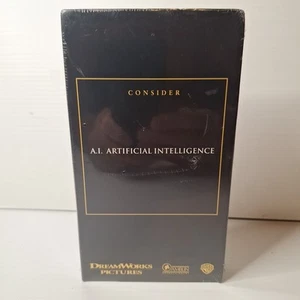 CONSIDER
A.I. ARTIFICIAL INTELLIGENCE
DREAMWORKS
PICTURES